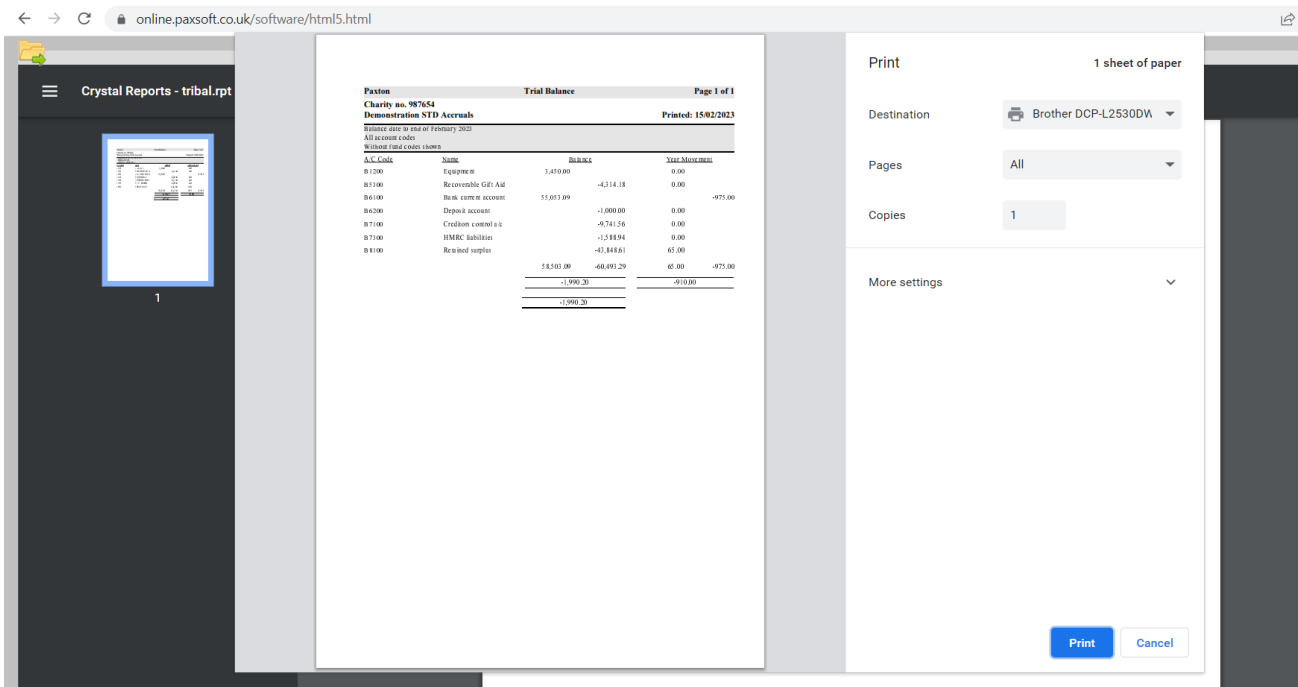 online.paxsoft.co.uk/software/html5.html
Crystal Reports - tribal.rpt
1
Paxton Trial Balance Page 1 of 1
Charity no. 987654
Demonstration STD Accruals Printed: 15/02/2023
Balance date to end of February 2023
All account codes
Without fund codes shown
A/C Code Name Balance Year Movement
B1200 Equipment 3,450.00 0.00
B5300 Recoverable Gift Aid -4,314.18 0.00
B6100 Bank current account 55,053.09 -975.00
B6200 Deposit account -1,000.00 0.00
B7100 Creditors control a/c -9,741.56 0.00
B7300 HMRC liabilities -1,588.94 0.00
B8100 Retained surplus -43,848.61 65.00
58,503.09 -60,493.29 65.00 -975.00
-1,990.20 -910.00
-1,990.20
Print 1 sheet of paper
Destination Brother DCP-L2530DW
Pages All
Copies 1
More settings
Print Cancel